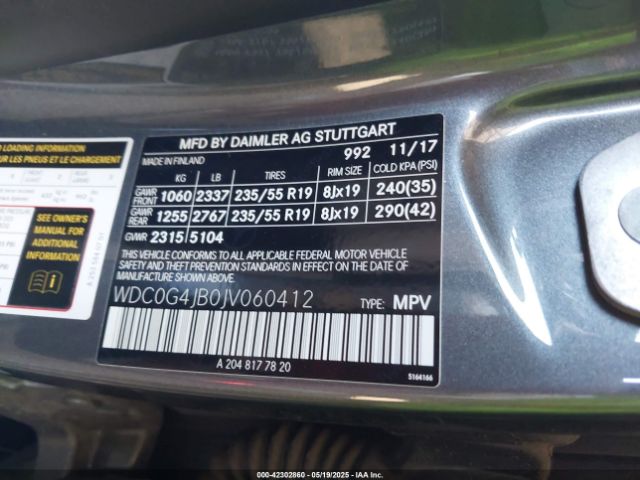 MFD BY DAIMLER AG STUTTGART
MADE IN FINLAND 992 11/17
KG LB TIRES RIM SIZE COLD KPA (PSI)
GAWR FRONT 1060 2337 235/55 R19 8Jx19 240(35)
GAWR REAR 1255 2767 235/55 R19 8Jx19 290(42)
GVWR 2315 5104
THIS VEHICLE CONFORMS TO ALL APPLICABLE FEDERAL MOTOR VEHICLE
SAFETY, BUMPER, AND THEFT PREVENTION STANDARDS IN EFFECT
ON THE DATE OF MANUFACTURE SHOWN ABOVE.
WDC0G4JB0JV060412 TYPE: MPV
A 204 817 78 20
5164166
LOADING INFORMATION
SUR LES PNEUS ET LE CHARGEMENT
SEE OWNER'S
MANUAL FOR
ADDITIONAL
INFORMATION
00-42302860 - 05/19/2025 - IAA Inc.